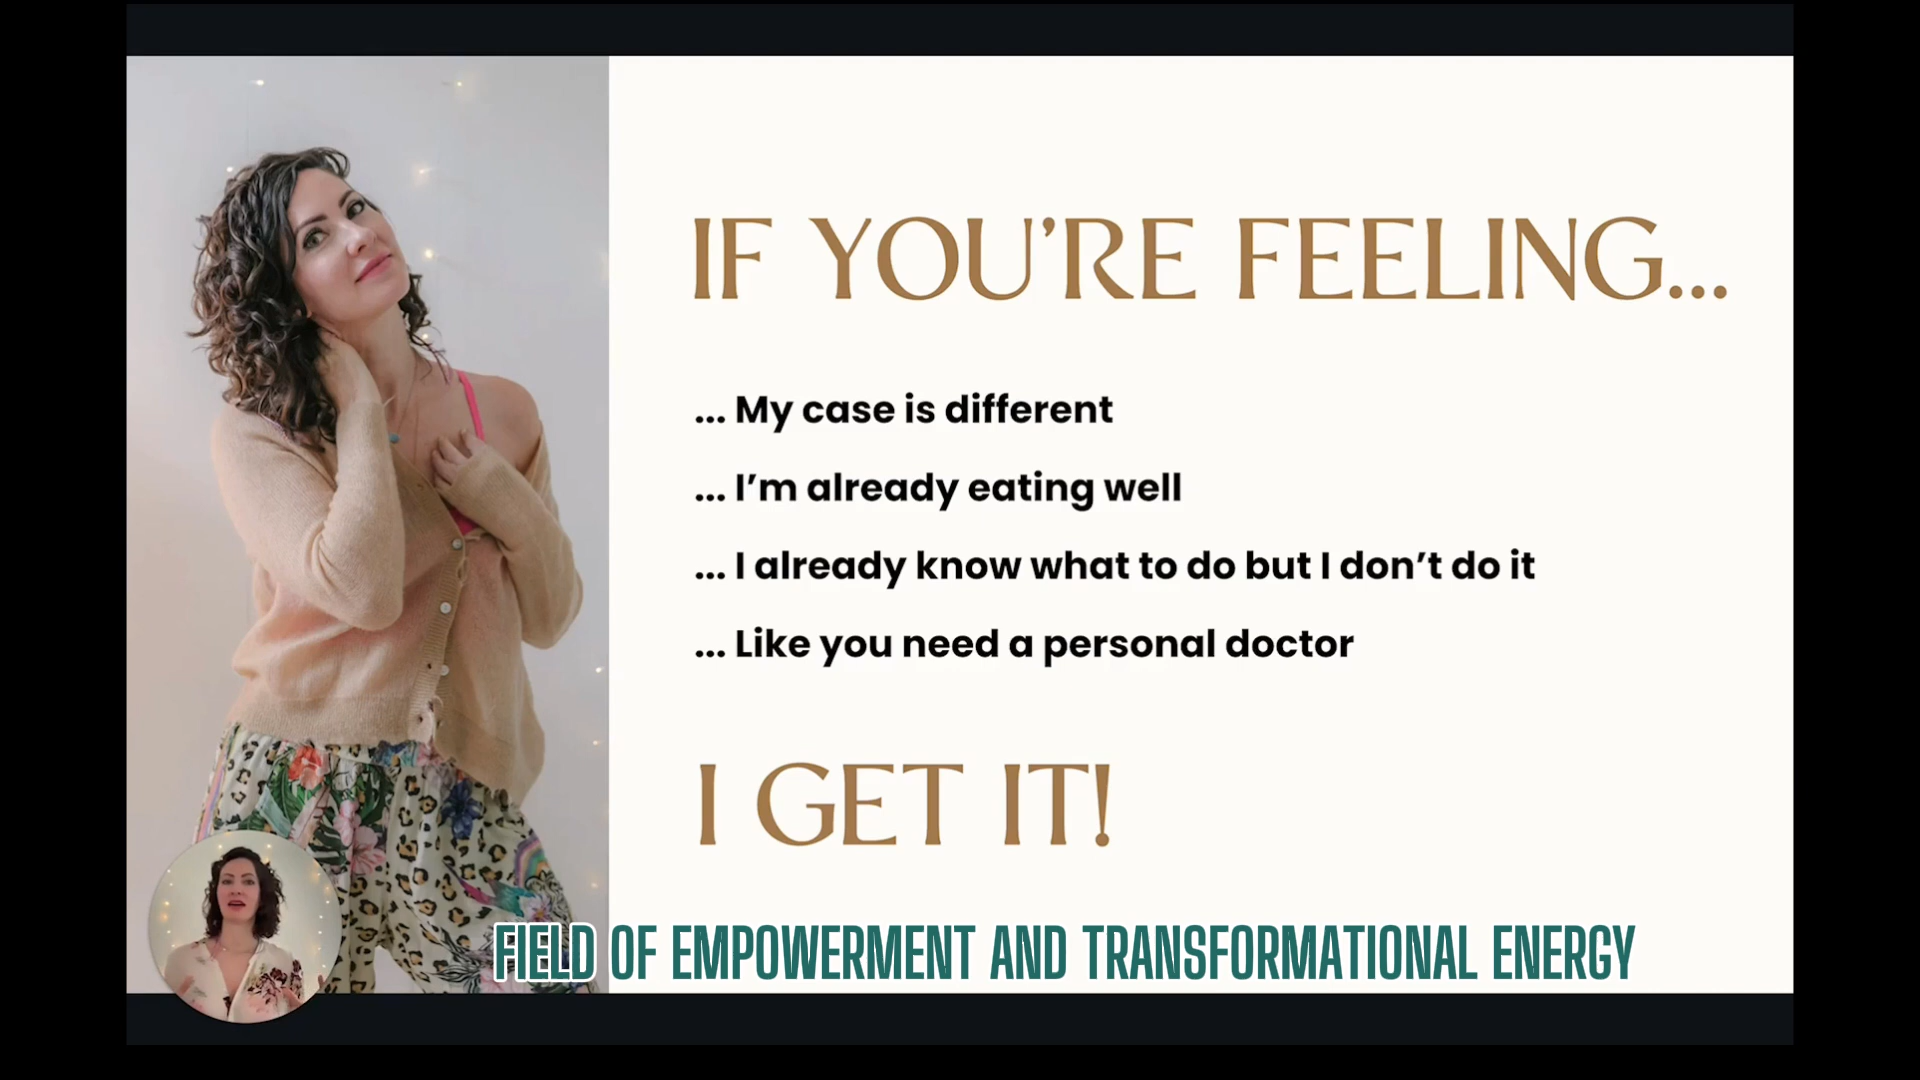 IF YOU’RE FEELING...
... My case is different
... I’m already eating well
... I already know what to do but I don’t do it
... Like you need a personal doctor
I GET IT!
FIELD OF EMPOWERMENT AND TRANSFORMATIONAL ENERGY